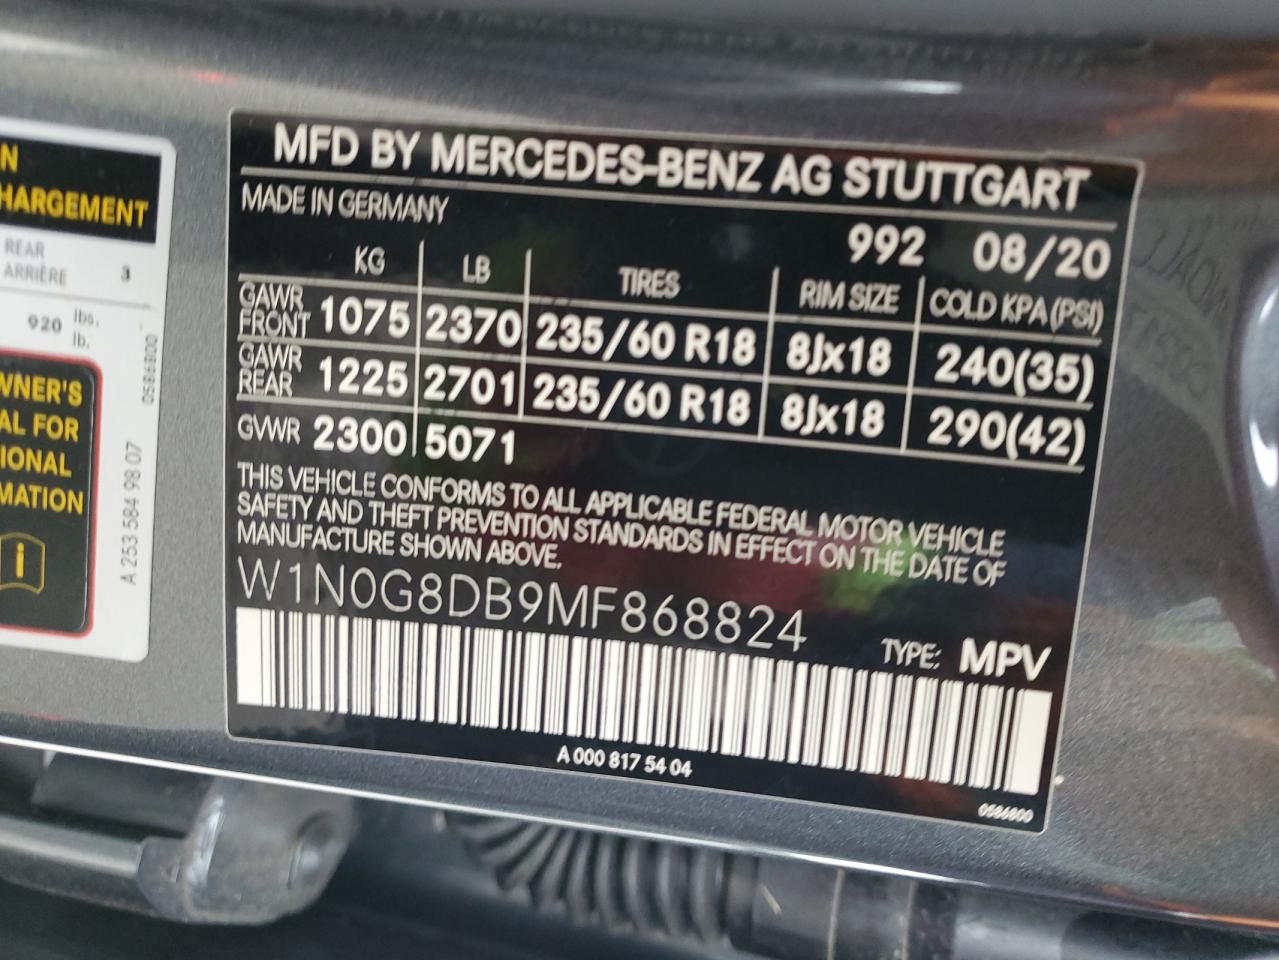 MFD BY MERCEDES-BENZ AG STUTTGART
MADE IN GERMANY
992 08/20
KG LB TIRES RIM SIZE COLD KPA (PSI)
GAWR FRONT 1075 2370 235/60 R18 8Jx18 240(35)
GAWR REAR 1225 2701 235/60 R18 8Jx18 290(42)
GVWR 2300 5071
THIS VEHICLE CONFORMS TO ALL APPLICABLE FEDERAL MOTOR VEHICLE
SAFETY AND THEFT PREVENTION STANDARDS IN EFFECT ON THE DATE OF
MANUFACTURE SHOWN ABOVE.
W1N0G8DB9MF868824
TYPE: MPV
A 000 817 54 04
0586800
N
HARGEMENT
REAR
ARRIÈRE 3
920 lbs.
lb.
WNER'S
AL FOR
IONAL
MATION
i
0586800
A 253 584 98 07